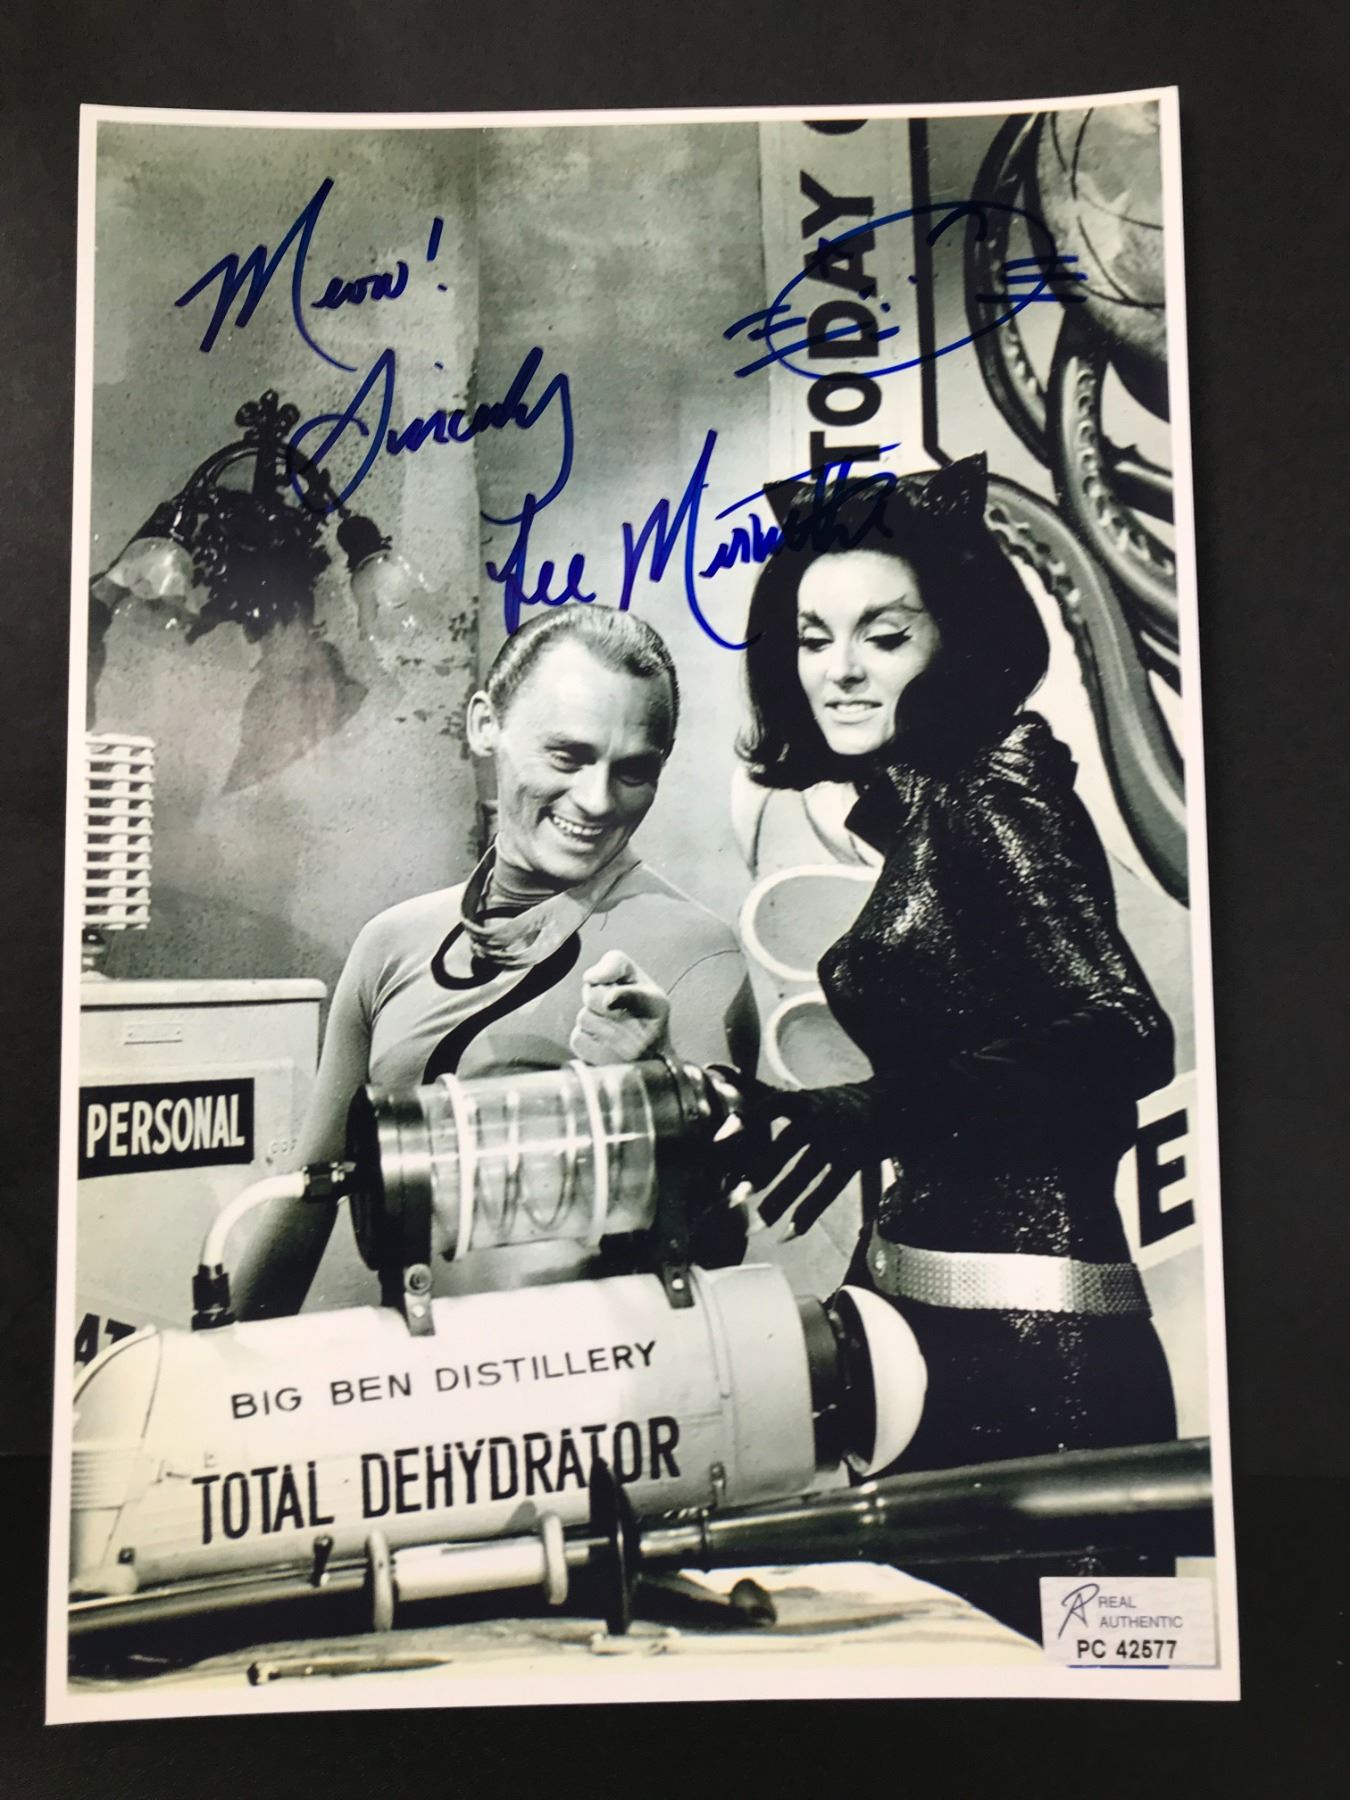 Meow!
Sincerely
Lee Meriwether
TODAY
PERSONAL
E
BIG BEN DISTILLERY
TOTAL DEHYDRATOR
REAL
AUTHENTIC
PC 42577